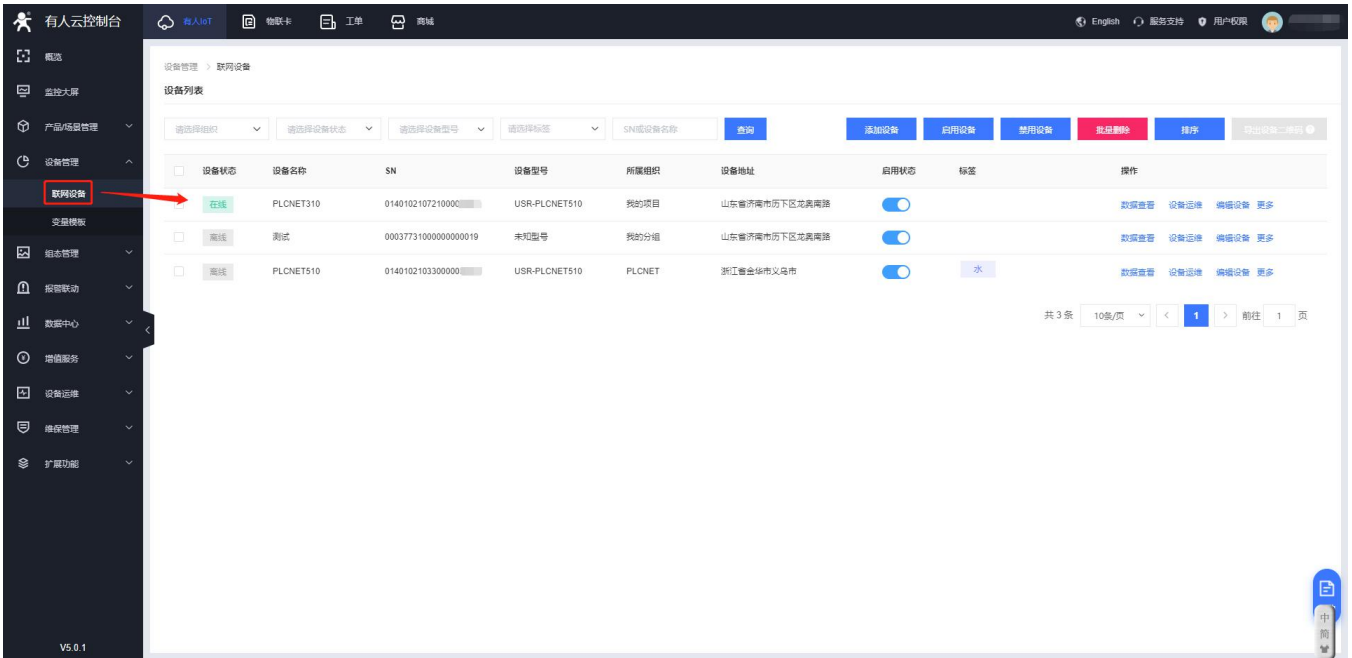 有人云控制台
有人IoT 物联卡 工单 商城 English 服务支持 用户权限
概览
监控大屏
产品/场景管理
设备管理
联网设备
变量模板
组态管理
报警联动
数据中心
增值服务
设备运维
维保管理
扩展功能
V5.0.1
设备管理 > 联网设备
设备列表
请选择组织 请选择设备状态 请选择设备型号 请选择标签 SN或设备名称 查询 添加设备 启用设备 禁用设备 批量删除 排序 导出设备二维码
设备状态 设备名称 SN 设备型号 所属组织 设备地址 启用状态 标签 操作
在线 PLCNET310 014010210721000C USR-PLCNET510 我的项目 山东省济南市历下区龙奥南路 数据查看 设备运维 编辑设备 更多
离线 测试 00037731000000000019 未知型号 我的分组 山东省济南市历下区龙奥南路 数据查看 设备运维 编辑设备 更多
离线 PLCNET510 0140102103300000 USR-PLCNET510 PLCNET 浙江省金华市义乌市 水 数据查看 设备运维 编辑设备 更多
共 3 条 10条/页 < 1 > 前往 1 页
中
简